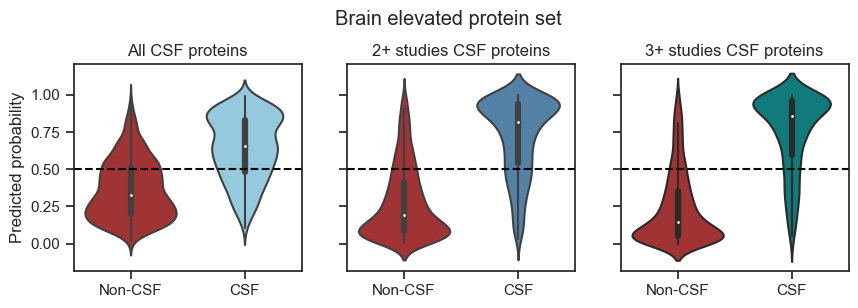 Brain elevated protein set
All CSF proteins
2+ studies CSF proteins
3+ studies CSF proteins
Predicted probability
1.00
0.75
0.50
0.25
0.00
Non-CSF
CSF
Non-CSF
CSF
Non-CSF
CSF